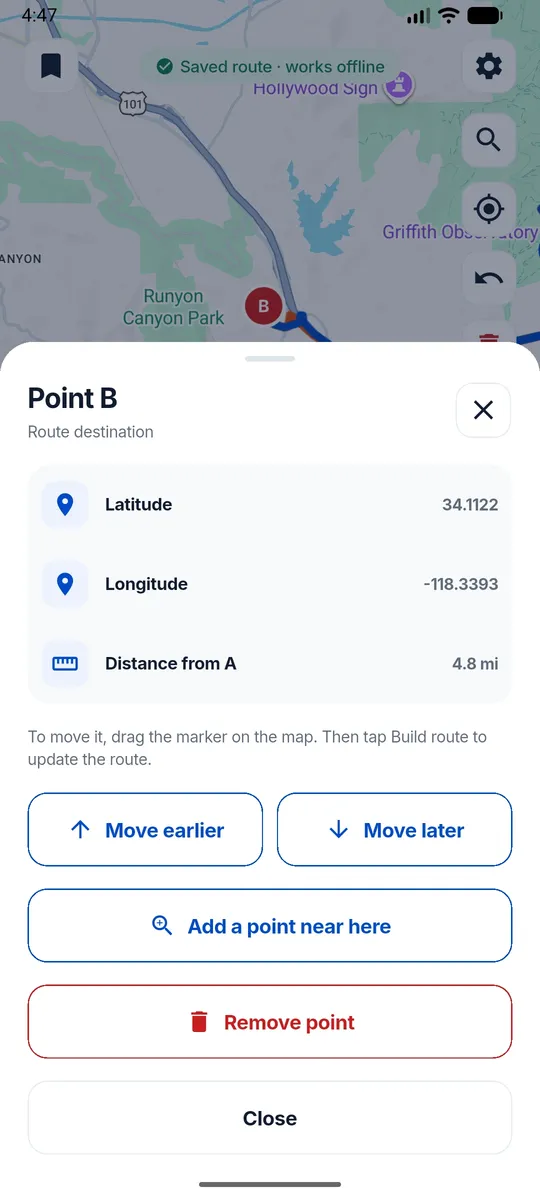 4:47
Saved route · works offline
Hollywood Sign
101
Griffith Observatory
ANYON
Runyon
Canyon Park
B
Point B
Route destination
Latitude
34.1122
Longitude
-118.3393
Distance from A
4.8 mi
To move it, drag the marker on the map. Then tap Build route to
update the route.
Move earlier
Move later
Add a point near here
Remove point
Close